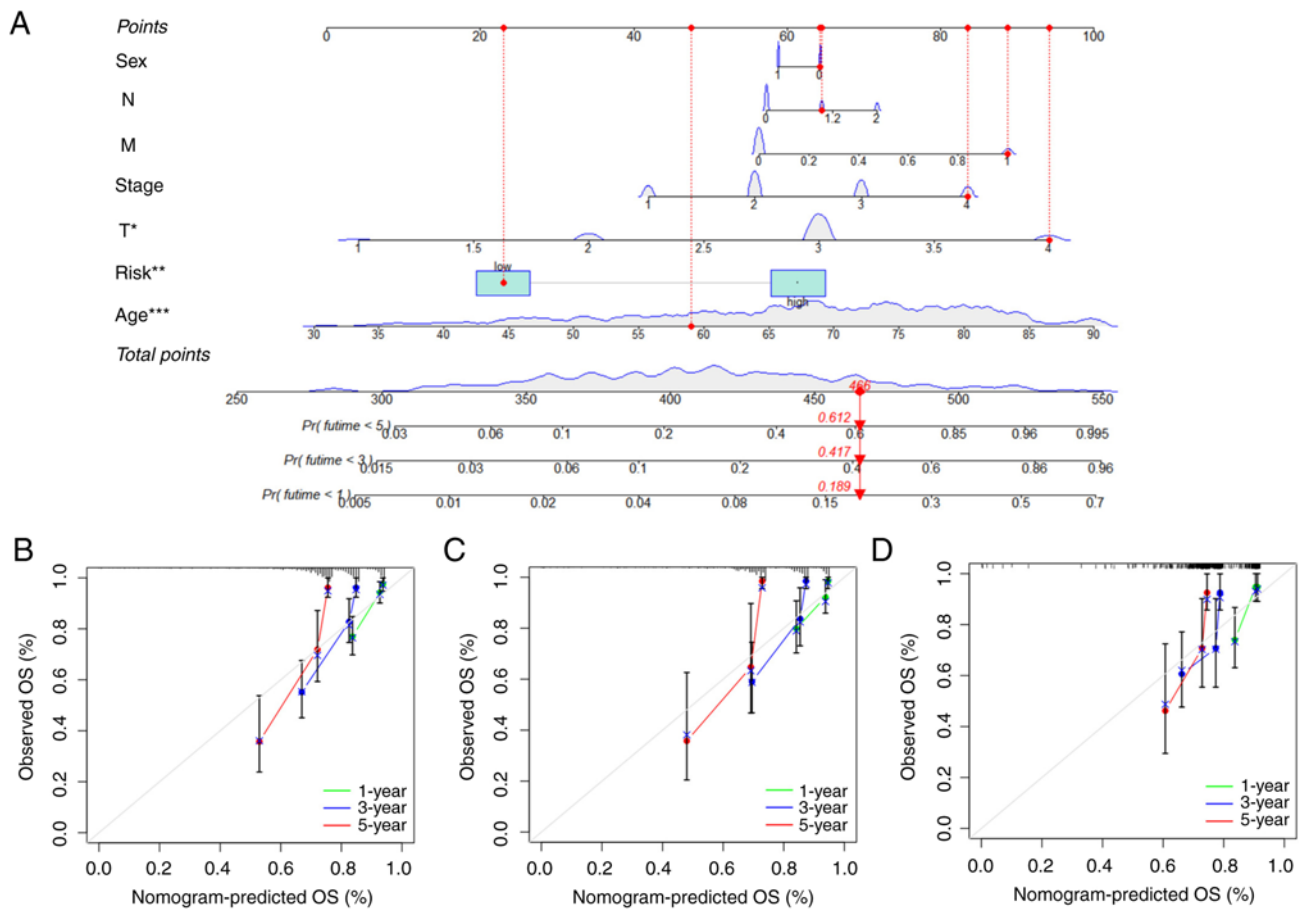 A
Points
0 20 40 60 80 100
Sex
1 0
N
0 1.2 2
M
0 0.2 0.4 0.6 0.8 1
Stage
1 2 3 4
T*
1 1.5 2 2.5 3 3.5 4
Risk**
low
high
Age***
30 35 40 45 50 55 60 65 70 75 80 85 90
Total points
466
250 300 350 400 450 500 550
0.612
Pr( futime < 5 )
0.03 0.06 0.1 0.2 0.4 0.6 0.85 0.96 0.995
0.417
Pr( futime < 3 )
0.015 0.03 0.06 0.1 0.2 0.4 0.6 0.86 0.96
0.189
Pr( futime < 1 )
0.005 0.01 0.02 0.04 0.08 0.15 0.3 0.5 0.7
B
Observed OS (%)
1.0
0.8
0.6
0.4
0.2
0.0
1-year
3-year
5-year
0.0 0.2 0.4 0.6 0.8 1.0
Nomogram-predicted OS (%)
C
Observed OS (%)
1.0
0.8
0.6
0.4
0.2
0.0
1-year
3-year
5-year
0.0 0.2 0.4 0.6 0.8 1.0
Nomogram-predicted OS (%)
D
Observed OS (%)
1.0
0.8
0.6
0.4
0.2
0.0
1-year
3-year
5-year
0.0 0.2 0.4 0.6 0.8 1.0
Nomogram-predicted OS (%)